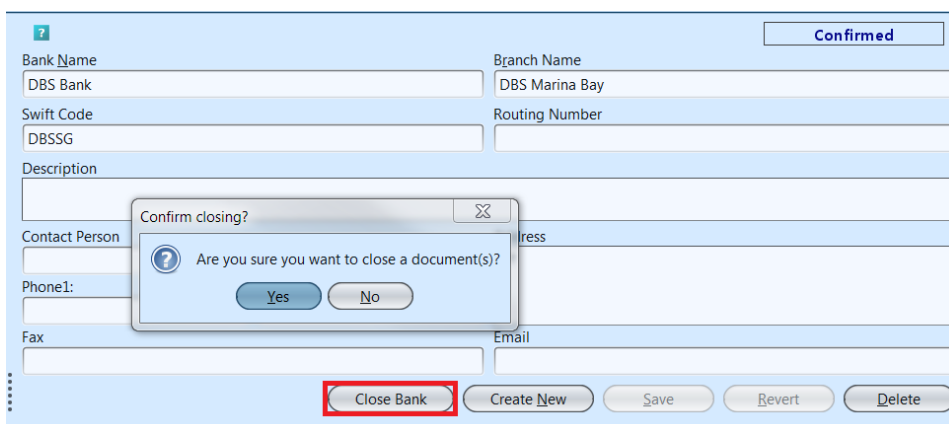 ?
Confirmed
Bank Name
Branch Name
DBS Bank
DBS Marina Bay
Swift Code
Routing Number
DBSSG
Description
Confirm closing?
Contact Person
dress
? Are you sure you want to close a document(s)?
Phone1:
Yes No
Fax
Email
Close Bank Create New Save Revert Delete